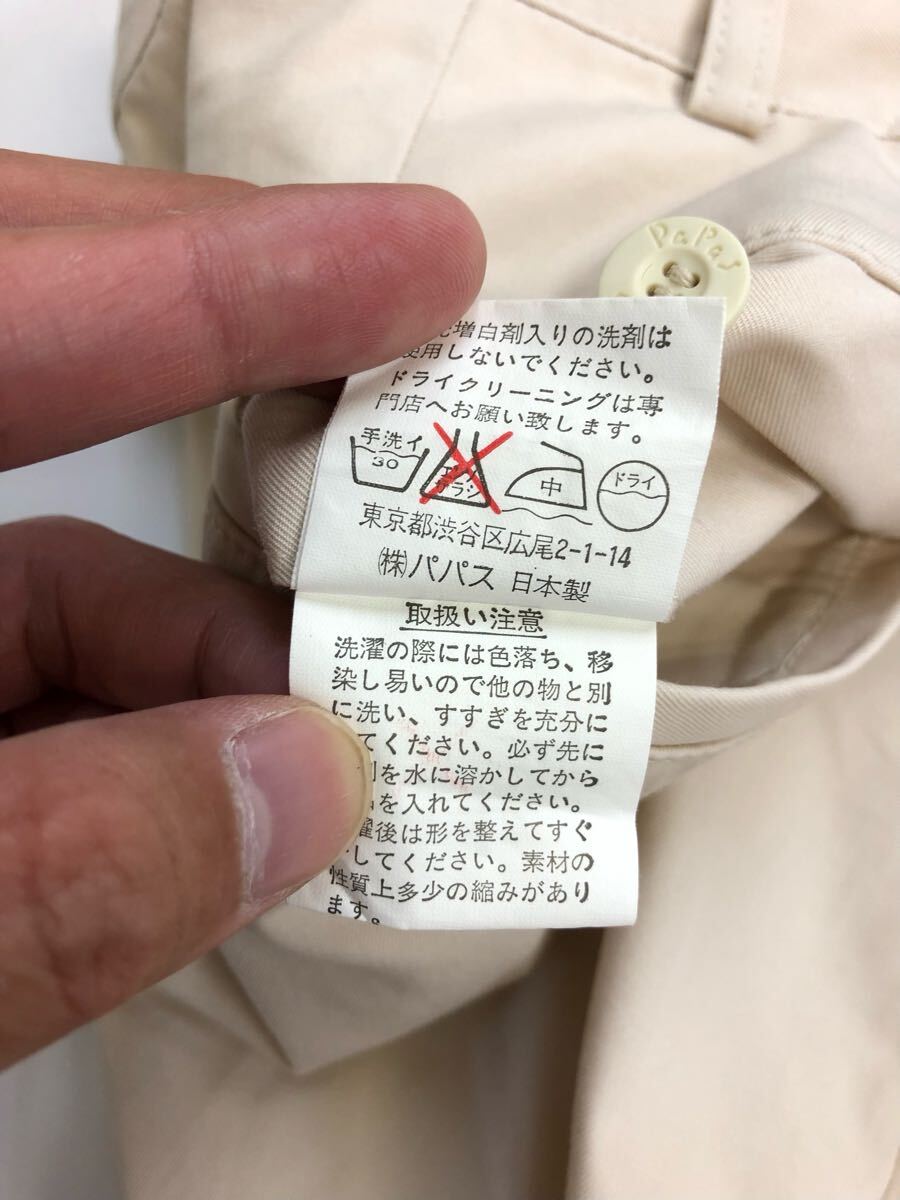 PaPas
増白剤入りの洗剤は
用しないでください。
ドライクリーニングは専
門店へお願い致します。
手洗イ 30 エンソ サラシ 中 ドライ
東京都渋谷区広尾2-1-14
㈱パパス 日本製
取扱い注意
洗濯の際には色落ち、移
染し易いので他の物と別
に洗い、すすぎを充分に
てください。必ず先に
を水に溶かしてから
を入れてください。
濯後は形を整えてすぐ
してください。素材の
性質上多少の縮みがあり
ます。